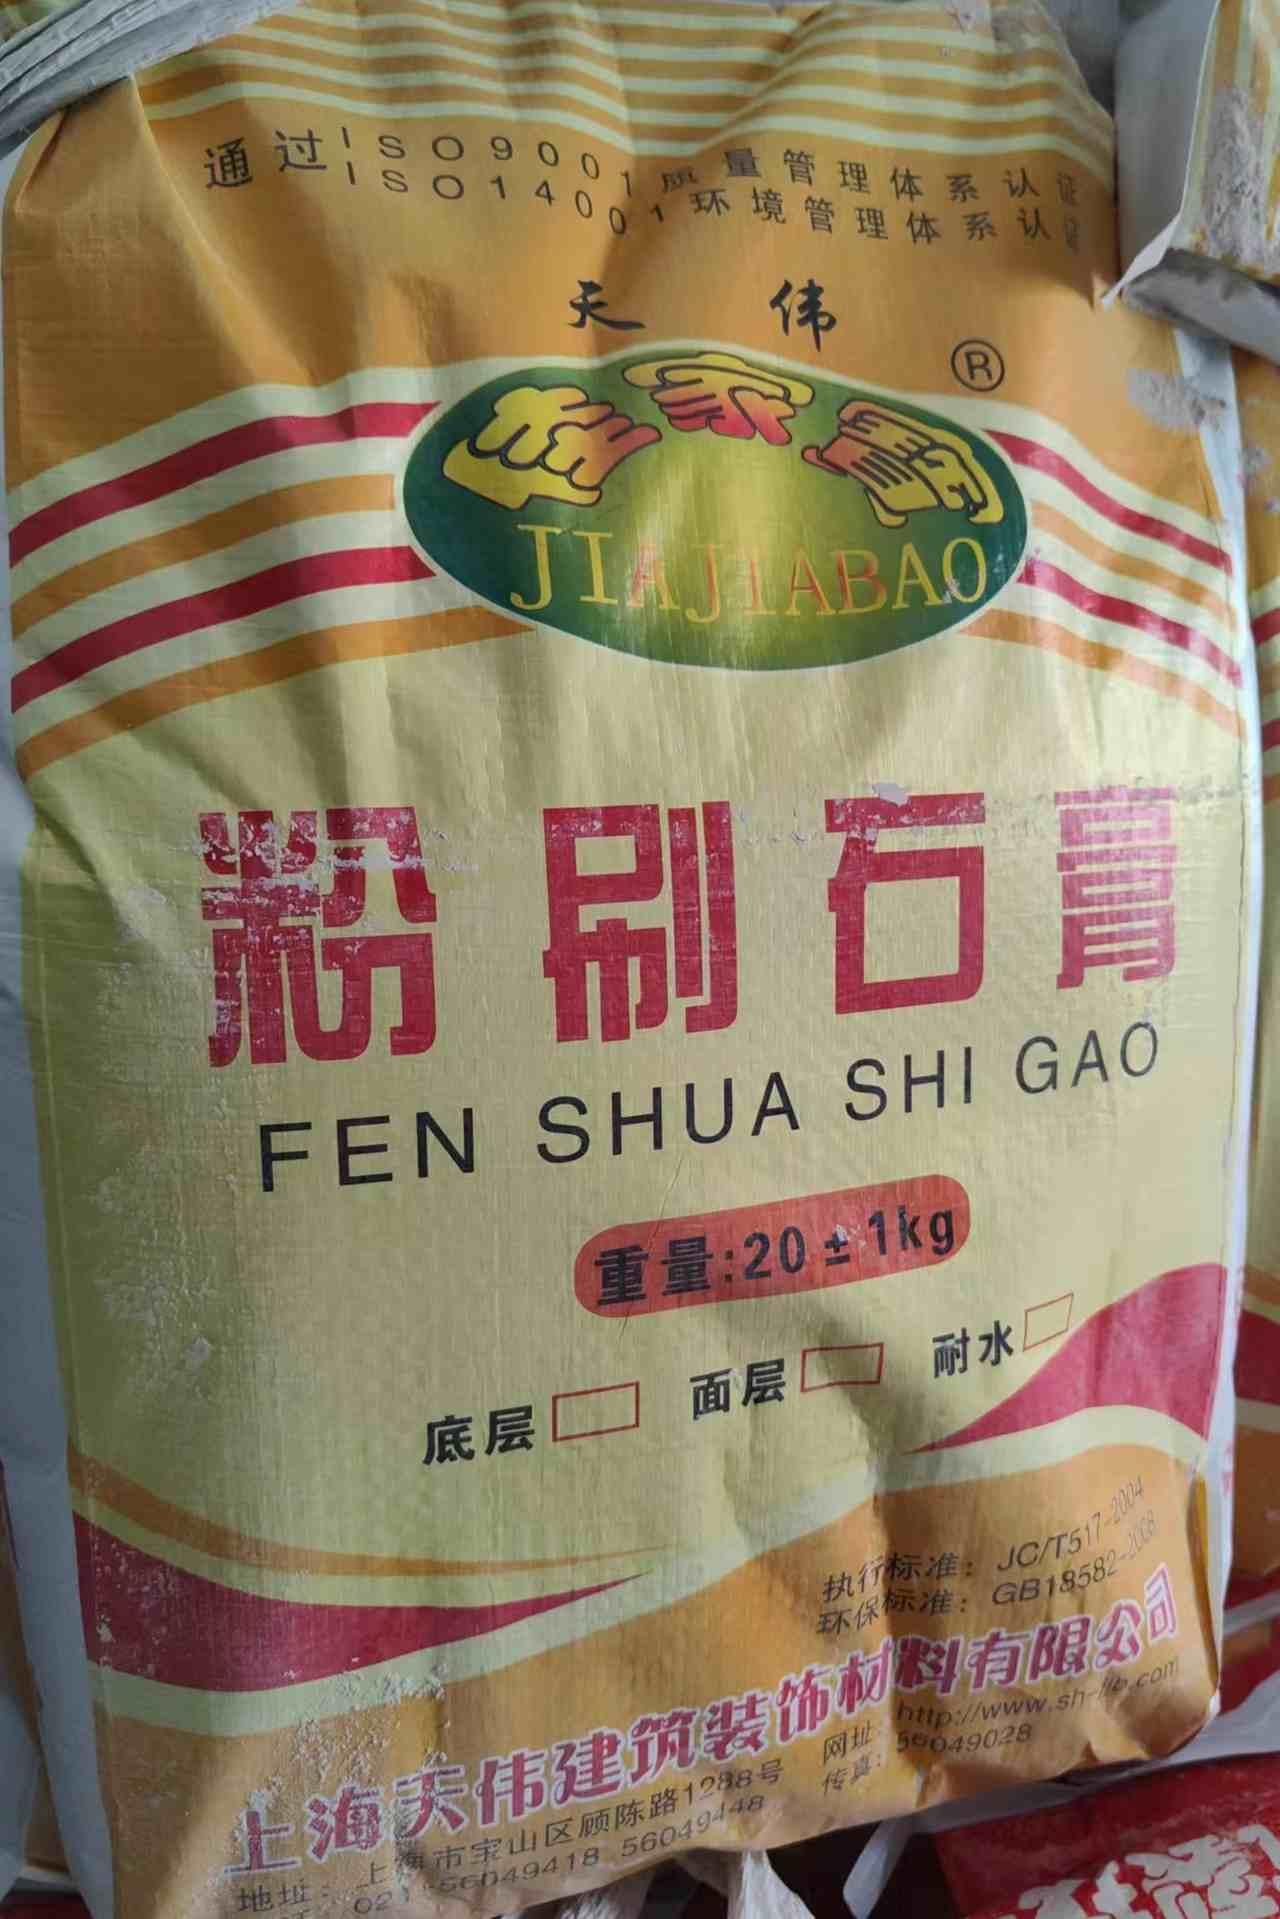 通过ISO9001质量管理体系认证
ISO14001环境管理体系认证
天伟
®
家家宝
JIAJIABAO
粉刷石膏
FEN SHUA SHI GAO
重量:20±1kg
底层
面层
耐水
执行标准：JC/T517-2004
环保标准：GB18582-2008
上海天伟建筑装饰材料有限公司
地址：上海市宝山区顾陈路1288号
网址:
021-56049418 56049448
传真：56049028